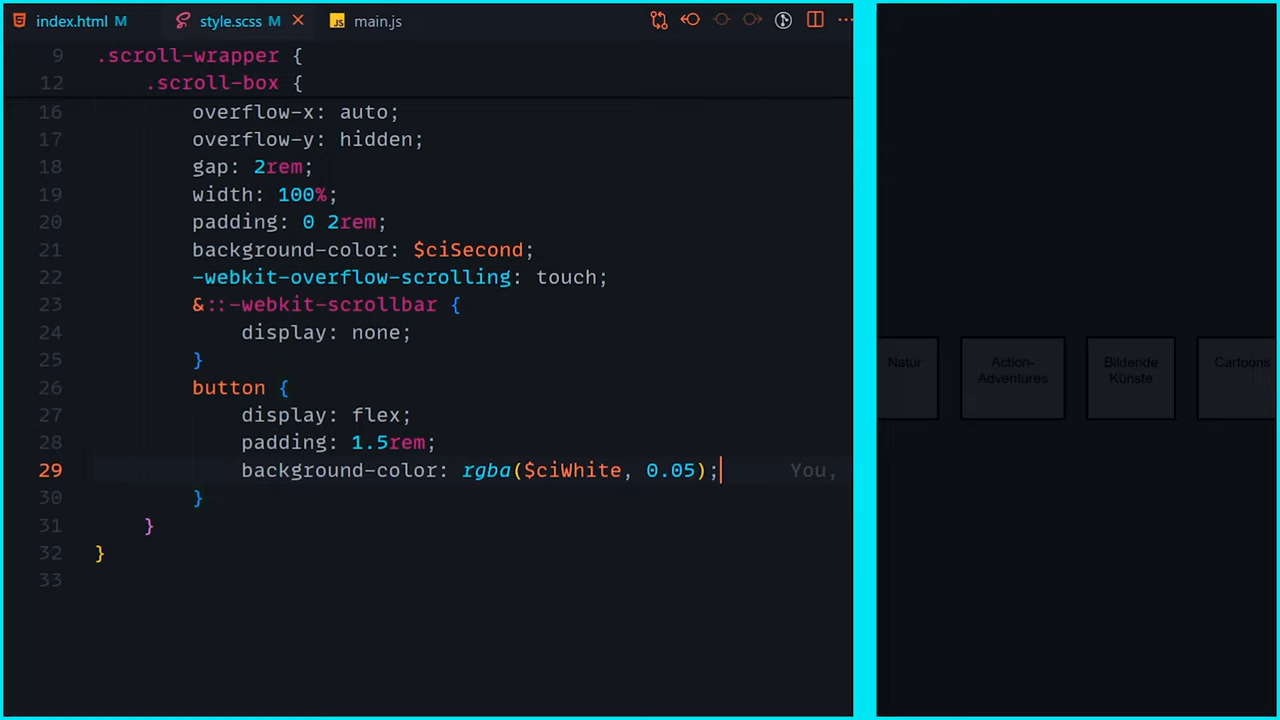 index.html M style.scss M JS main.js
9 .scroll-wrapper {
12 .scroll-box {
16 overflow-x: auto;
17 overflow-y: hidden;
18 gap: 2rem;
19 width: 100%;
20 padding: 0 2rem;
21 background-color: $ciSecond;
22 -webkit-overflow-scrolling: touch;
23 &::-webkit-scrollbar {
24 display: none;
25 }
26 button {
27 display: flex;
28 padding: 1.5rem;
29 background-color: rgba($ciWhite, 0.05); You,
30 }
31 }
32 }
33
Natur
Action-
Adventures
Bildende
Künste
Cartoons